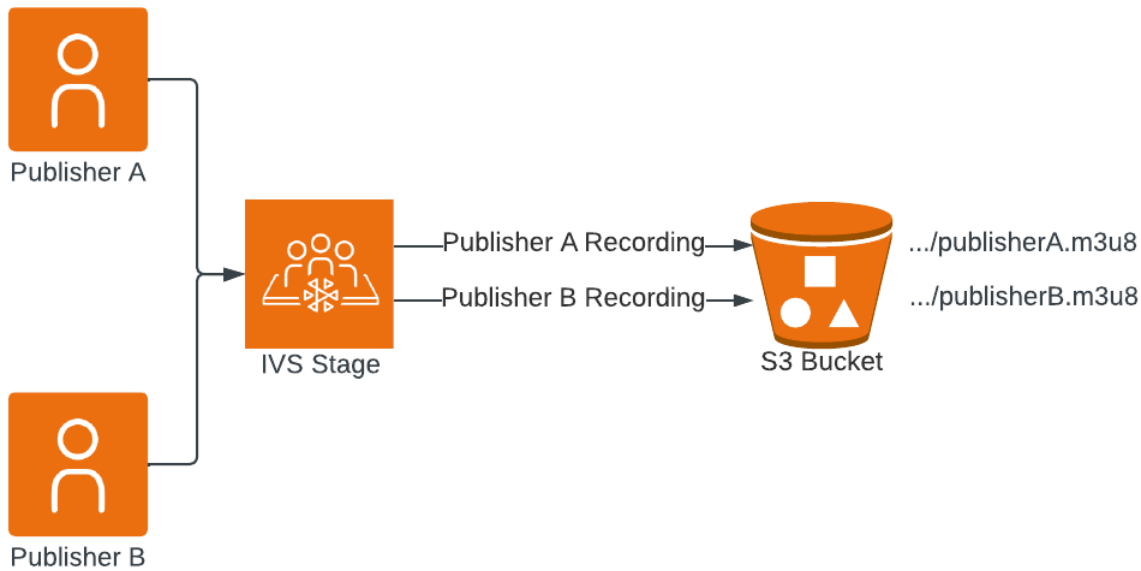 Publisher A
Publisher A Recording
.../publisherA.m3u8
Publisher B Recording
.../publisherB.m3u8
IVS Stage
S3 Bucket
Publisher B